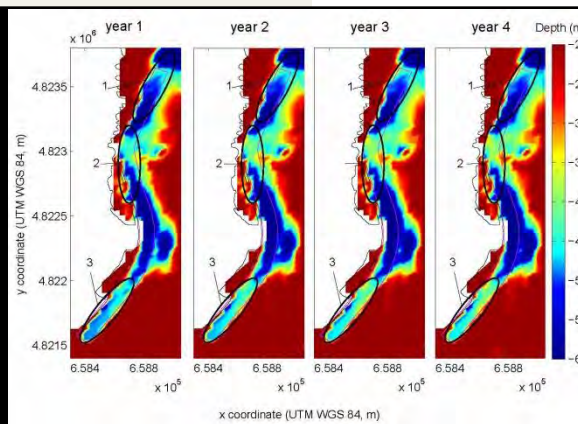 year 1 year 2 year 3 year 4 Depth (m
x 10⁶
4.8235
4.823
4.8225
4.822
4.8215
y coordinate (UTM WGS 84, m)
1 1 1 1
2 2 2 2
3 3 3 3
6.584 6.588 6.584 6.588 6.584 6.588 6.584 6.588
x 10⁵ x 10⁵ x 10⁵ x 10⁵
x coordinate (UTM WGS 84, m)